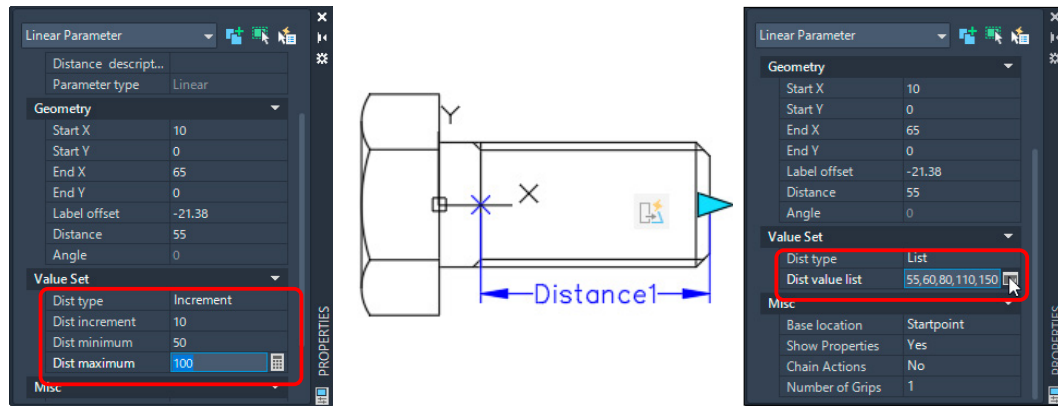 Linear Parameter
Distance descript...
Parameter type Linear
Geometry
Start X 10
Start Y 0
End X 65
End Y 0
Label offset -21.38
Distance 55
Angle 0
Value Set
Dist type Increment
Dist increment 10
Dist minimum 50
Dist maximum 100
Misc
PROPERTIES
Y
X
Distance1
Linear Parameter
Geometry
Start X 10
Start Y 0
End X 65
End Y 0
Label offset -21.38
Distance 55
Angle 0
Value Set
Dist type List
Dist value list 55,60,80,110,150
Misc
Base location Startpoint
Show Properties Yes
Chain Actions No
Number of Grips 1
PROPERTIES